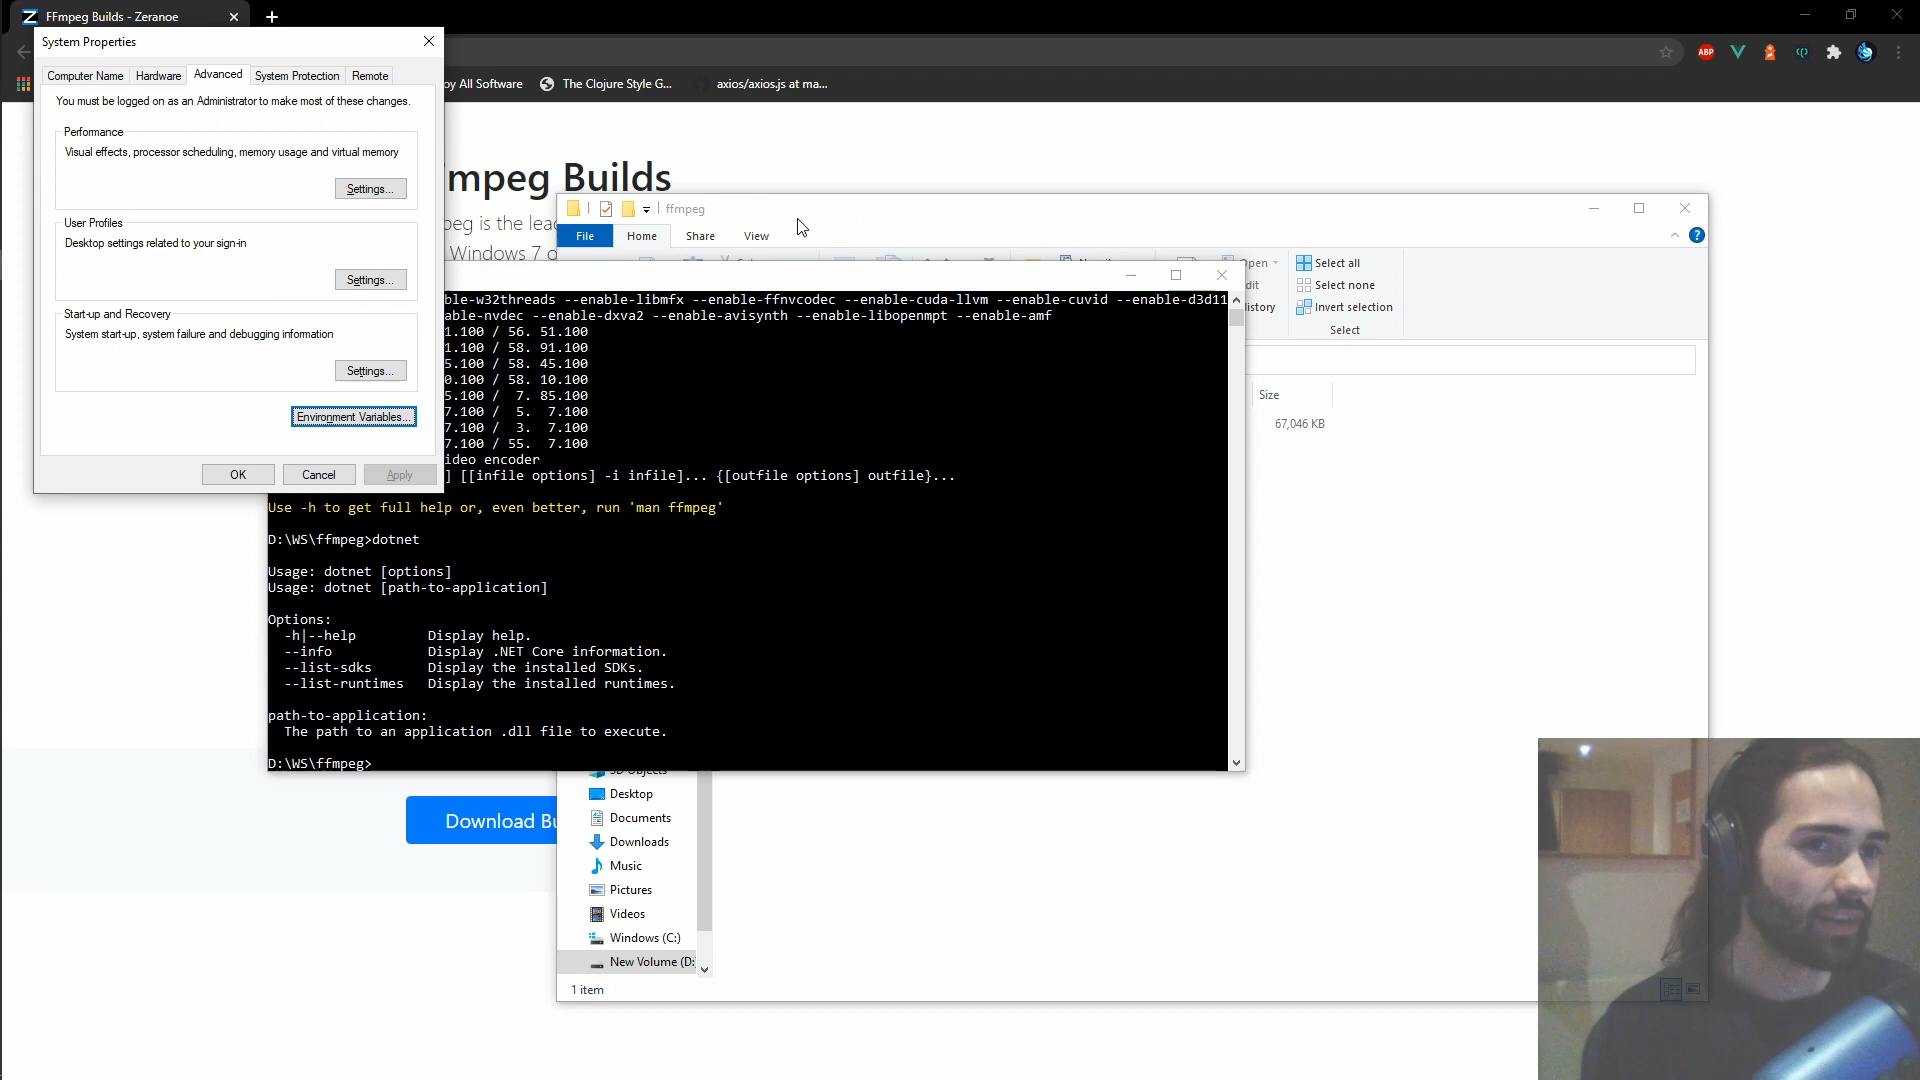 FFmpeg Builds - Zeranoe
System Properties
Computer Name
Hardware
Advanced
System Protection
Remote
You must be logged on as an Administrator to make most of these changes.
Performance
Visual effects, processor scheduling, memory usage and virtual memory
Settings...
User Profiles
Desktop settings related to your sign-in
Settings...
Start-up and Recovery
System start-up, system failure and debugging information
Settings...
Environment Variables...
OK
Cancel
Apply
ABP
oy All Software
The Clojure Style G...
axios/axios.js at ma...
mpeg Builds
peg is the lea
Windows 7 o
ffmpeg
File
Home
Share
View
Open
dit
istory
Select all
Select none
Invert selection
Select
Size
67,046 KB
ble-w32threads --enable-libmfx --enable-ffnvcodec --enable-cuda-llvm --enable-cuvid --enable-d3d11
able-nvdec --enable-dxva2 --enable-avisynth --enable-libopenmpt --enable-amf
1.100 / 56. 51.100
1.100 / 58. 91.100
5.100 / 58. 45.100
0.100 / 58. 10.100
5.100 /  7. 85.100
7.100 /  5.  7.100
7.100 /  3.  7.100
7.100 / 55.  7.100
ideo encoder
] [[infile options] -i infile]... {[outfile options] outfile}...
Use -h to get full help or, even better, run 'man ffmpeg'
D:\WS\ffmpeg>dotnet
Usage: dotnet [options]
Usage: dotnet [path-to-application]
Options:
-h|--help         Display help.
--info            Display .NET Core information.
--list-sdks       Display the installed SDKs.
--list-runtimes   Display the installed runtimes.
path-to-application:
The path to an application .dll file to execute.
D:\WS\ffmpeg>
Download Bu
3D Objects
Desktop
Documents
Downloads
Music
Pictures
Videos
Windows (C:)
New Volume (D:
1 item